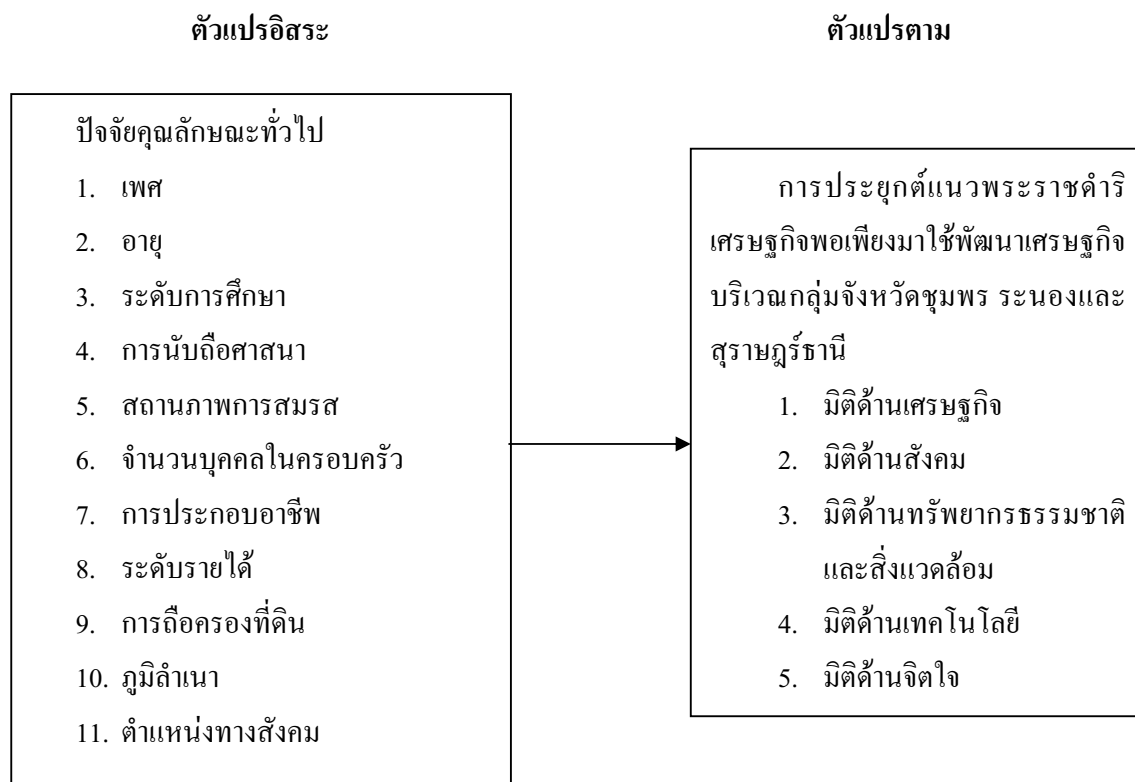 ตัวแปรอิสระ
ตัวแปรตาม
ปัจจัยคุณลักษณะทั่วไป
1. เพศ
2. อายุ
3. ระดับการศึกษา
4. การนับถือศาสนา
5. สถานภาพการสมรส
6. จำนวนบุคคลในครอบครัว
7. การประกอบอาชีพ
8. ระดับรายได้
9. การถือครองที่ดิน
10. ภูมิลำเนา
11. ตำแหน่งทางสังคม
การประยุกต์แนวพระราชดำริ
เศรษฐกิจพอเพียงมาใช้พัฒนาเศรษฐกิจ
บริเวณกลุ่มจังหวัดชุมพร ระนองและ
สุราษฎร์ธานี
1. มิติด้านเศรษฐกิจ
2. มิติด้านสังคม
3. มิติด้านทรัพยากรธรรมชาติ
และสิ่งแวดล้อม
4. มิติด้านเทคโนโลยี
5. มิติด้านจิตใจ